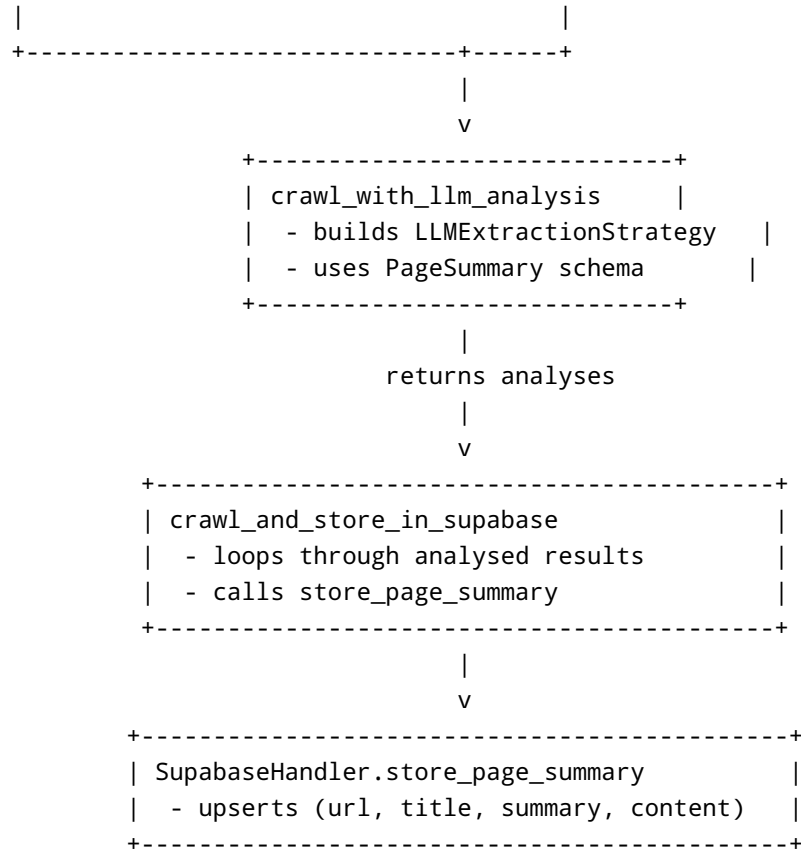 |                                     |
+------------------------------+------+
                               |
                               v
                +-----------------------------+
                | crawl_with_llm_analysis     |
                |  - builds LLMExtractionStrategy   |
                |  - uses PageSummary schema       |
                +-----------------------------+
                               |
                          returns analyses
                               |
                               v
         +-------------------------------------------+
         | crawl_and_store_in_supabase               |
         |  - loops through analysed results         |
         |  - calls store_page_summary               |
         +-------------------------------------------+
                               |
                               v
        +----------------------------------------------+
        | SupabaseHandler.store_page_summary          |
        |  - upserts (url, title, summary, content)   |
        +----------------------------------------------+